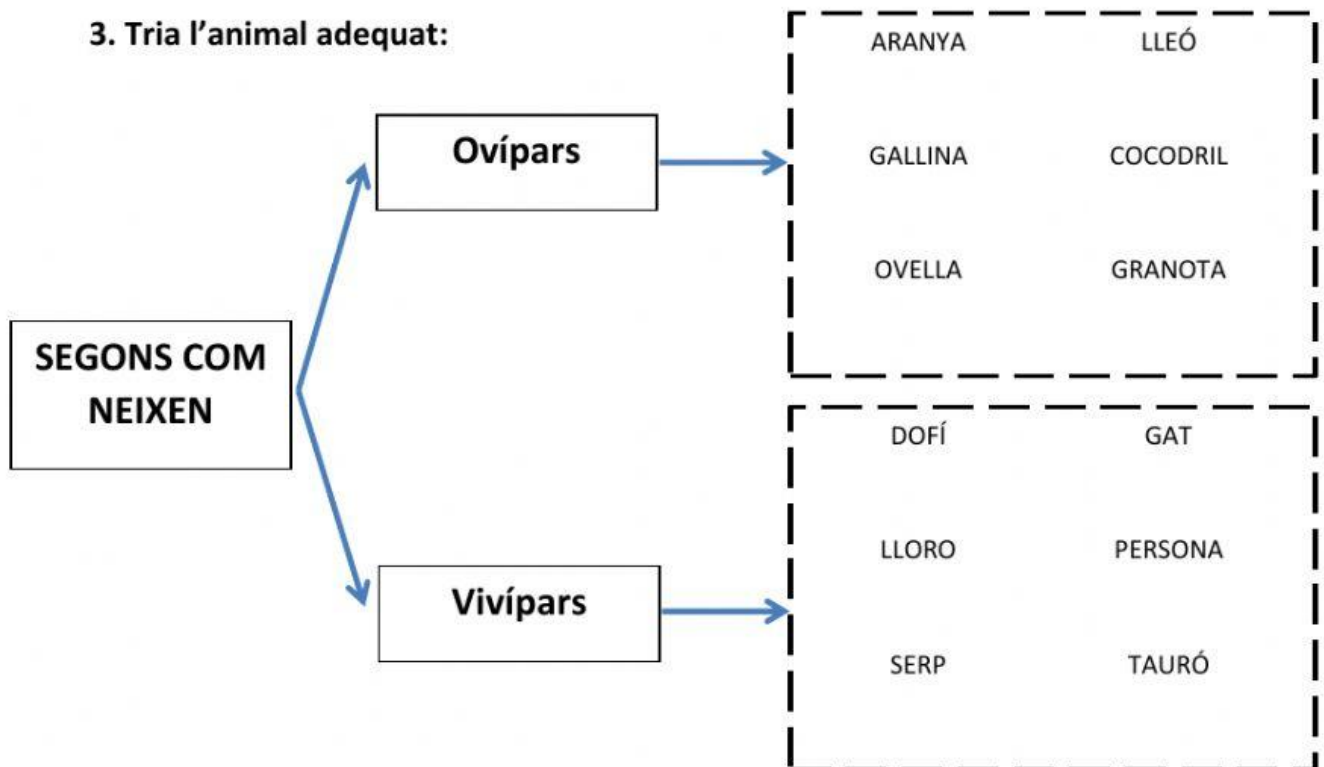 3. Tria l’animal adequat:
ARANYA LLEÓ
Ovípars
GALLINA COCODRIL
OVELLA GRANOTA
SEGONS COM
NEIXEN
DOFÍ GAT
LLORO PERSONA
Vivípars
SERP TAURÓ